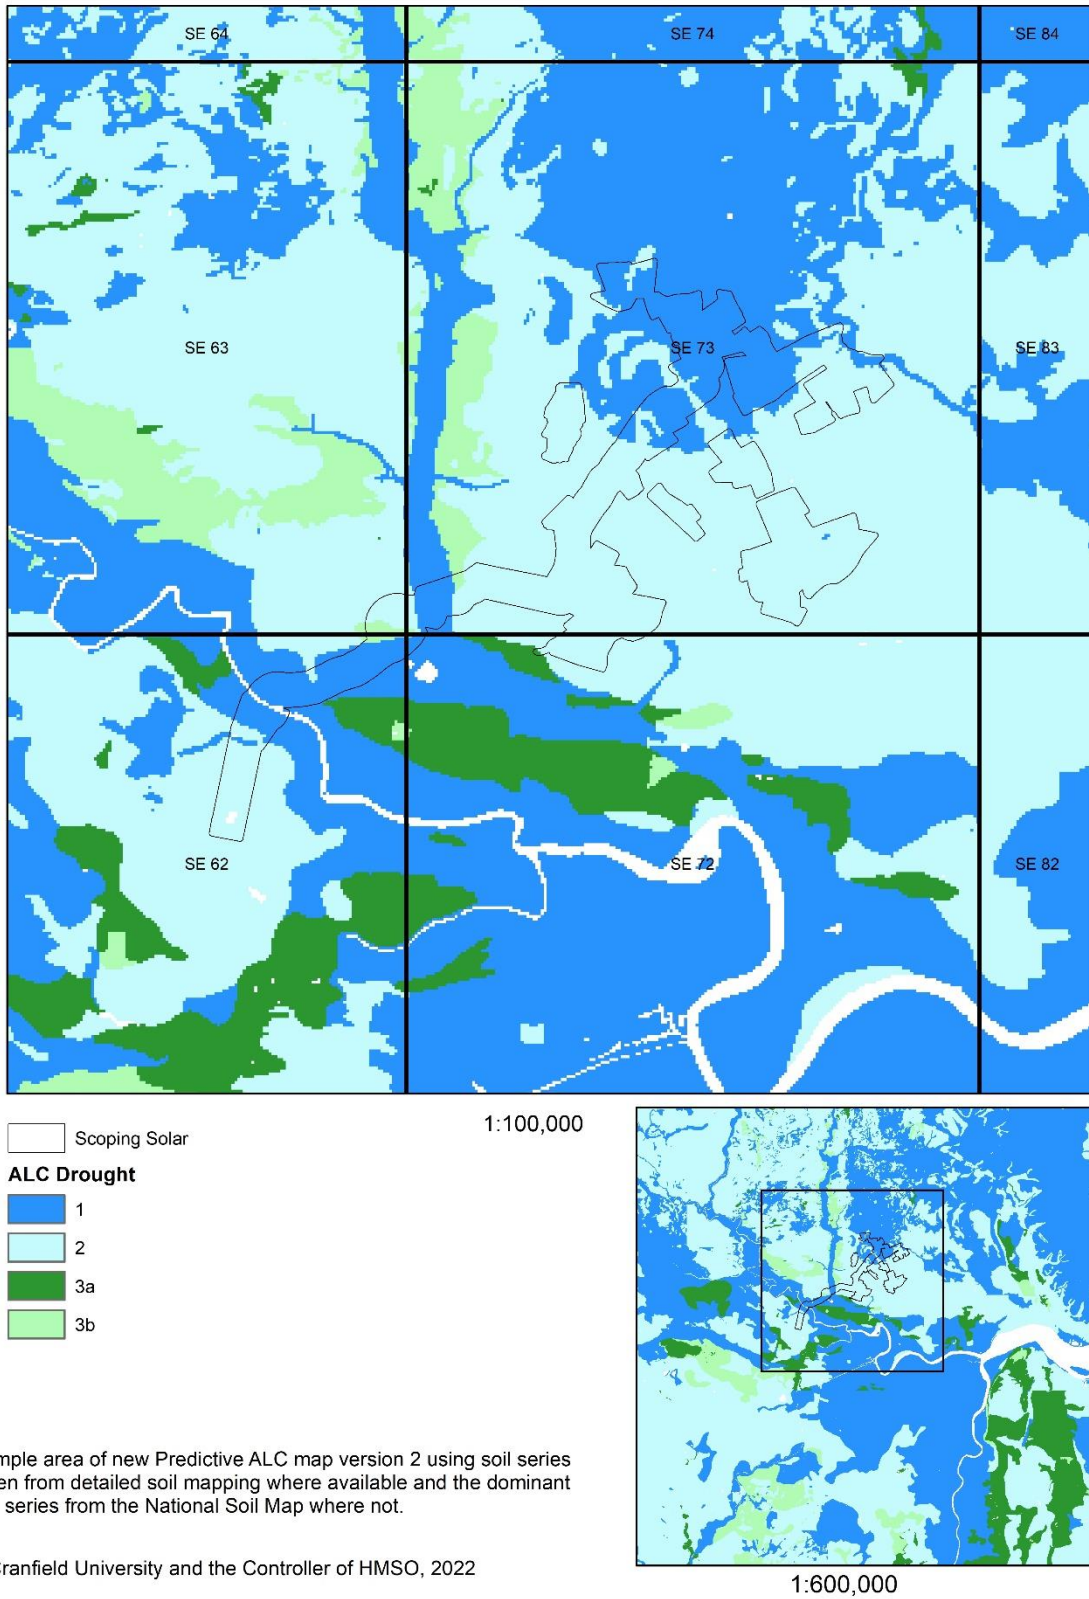 SE 64 SE 74 SE 84
SE 63 SE 73 SE 83
SE 62 SE 72 SE 82
1:100,000
Scoping Solar
ALC Drought
1
2
3a
3b
mple area of new Predictive ALC map version 2 using soil series
en from detailed soil mapping where available and the dominant
series from the National Soil Map where not.
Cranfield University and the Controller of HMSO, 2022
1:600,000